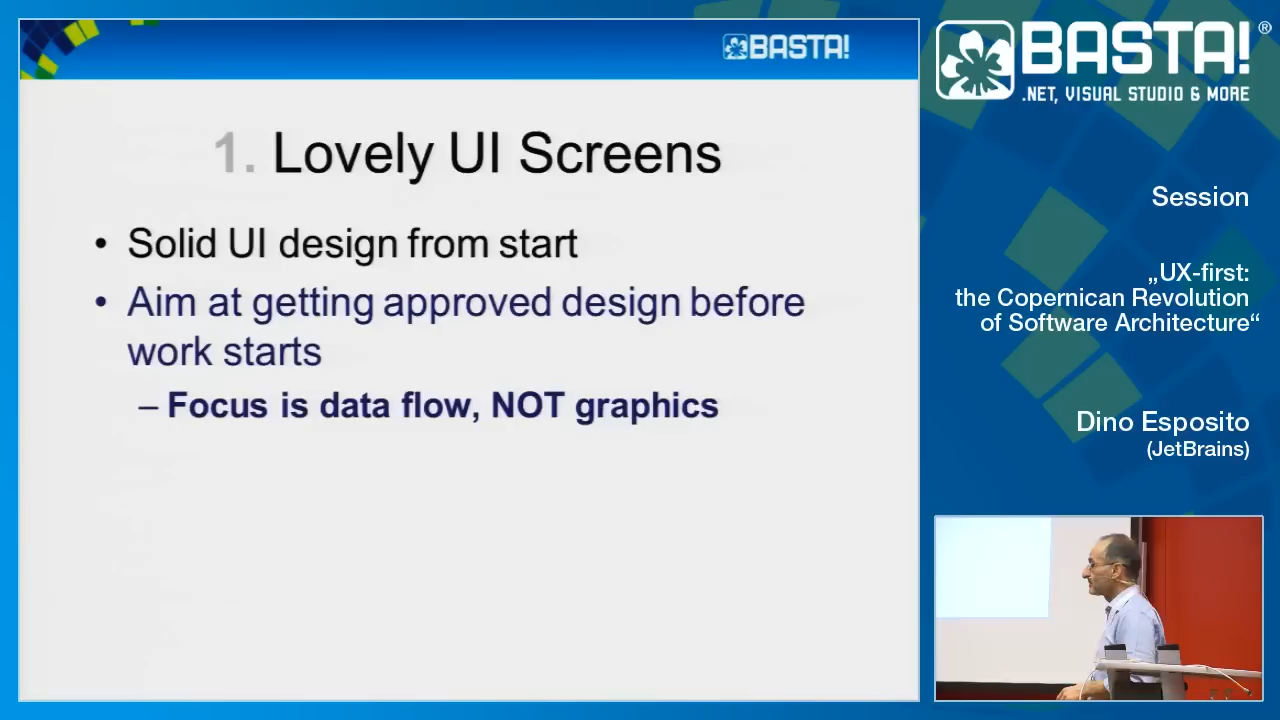 BASTA!
1. Lovely UI Screens
• Solid UI design from start
• Aim at getting approved design before
work starts
– Focus is data flow, NOT graphics
BASTA!®
.NET, VISUAL STUDIO & MORE
Session
„UX-first:
the Copernican Revolution
of Software Architecture“
Dino Esposito
(JetBrains)